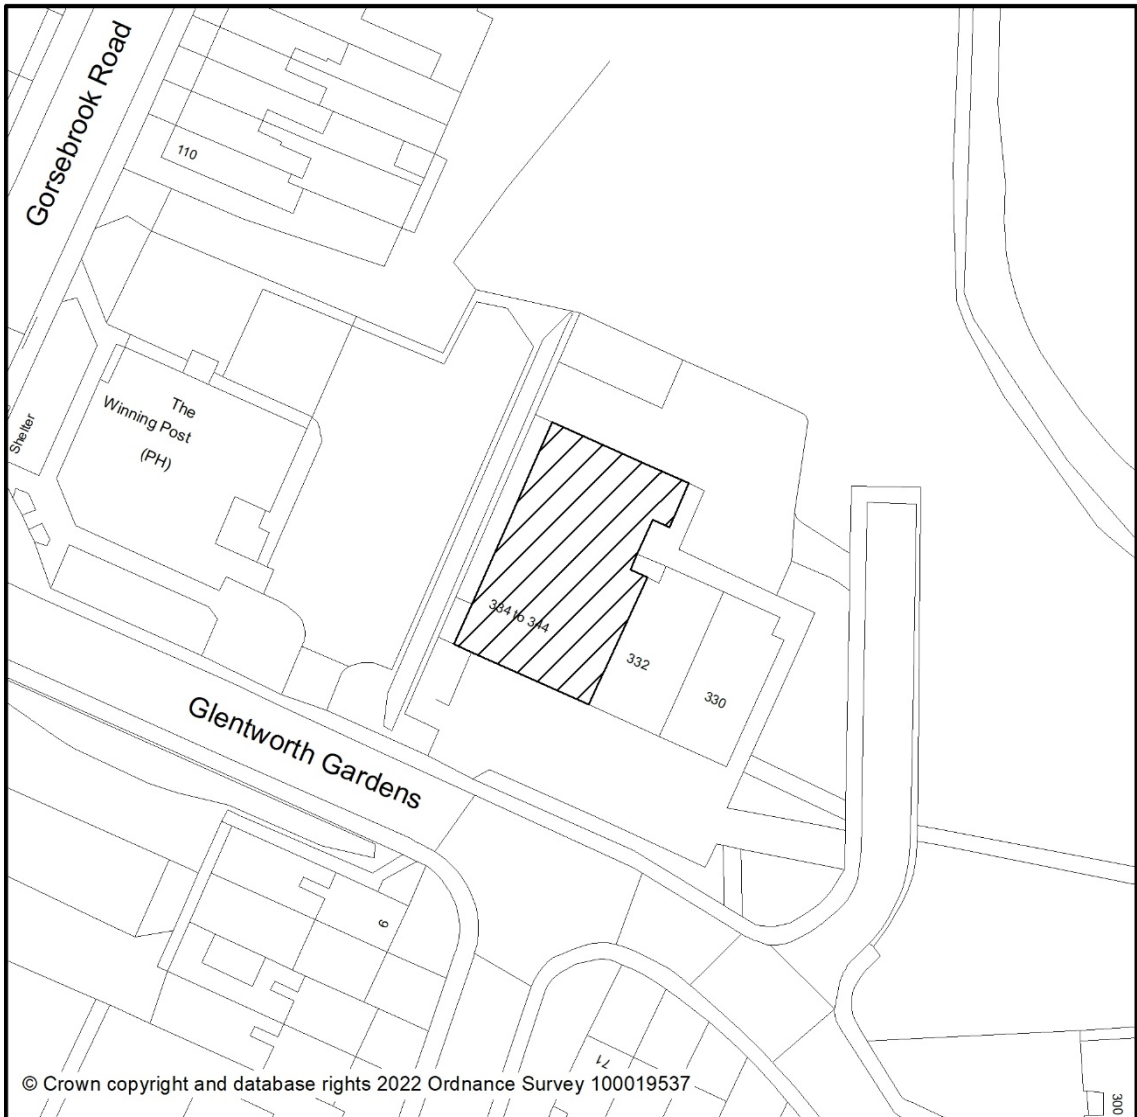 Gorsebrook Road
110
The
Winning Post
(PH)
Shelter
334 to 344
332
330
Glentworth Gardens
9
71
© Crown copyright and database rights 2022 Ordnance Survey 100019537
300